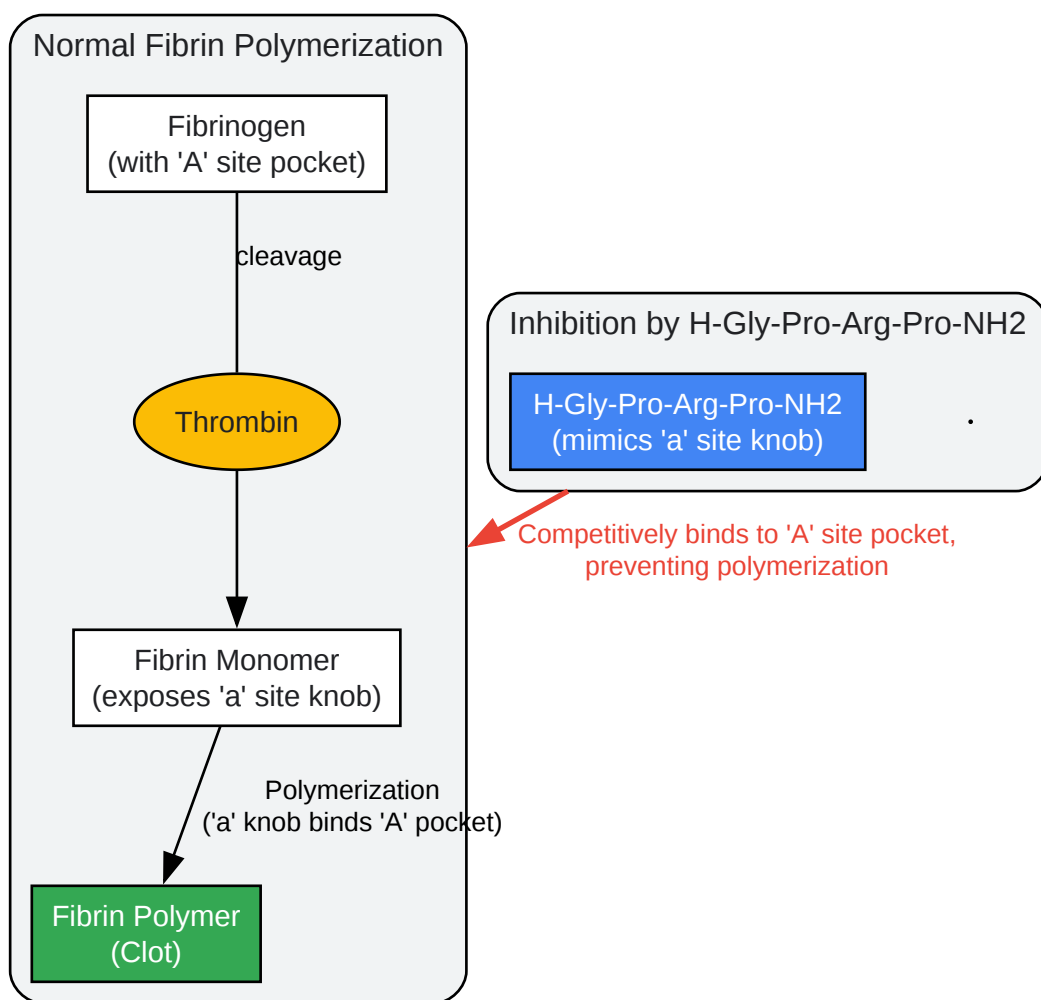 Normal Fibrin Polymerization
Fibrinogen
(with 'A' site pocket)
cleavage
Thrombin
Fibrin Monomer
(exposes 'a' site knob)
Polymerization
('a' knob binds 'A' pocket)
Fibrin Polymer
(Clot)
Inhibition by H-Gly-Pro-Arg-Pro-NH2
H-Gly-Pro-Arg-Pro-NH2
(mimics 'a' site knob)
.
Competitively binds to 'A' site pocket,
preventing polymerization